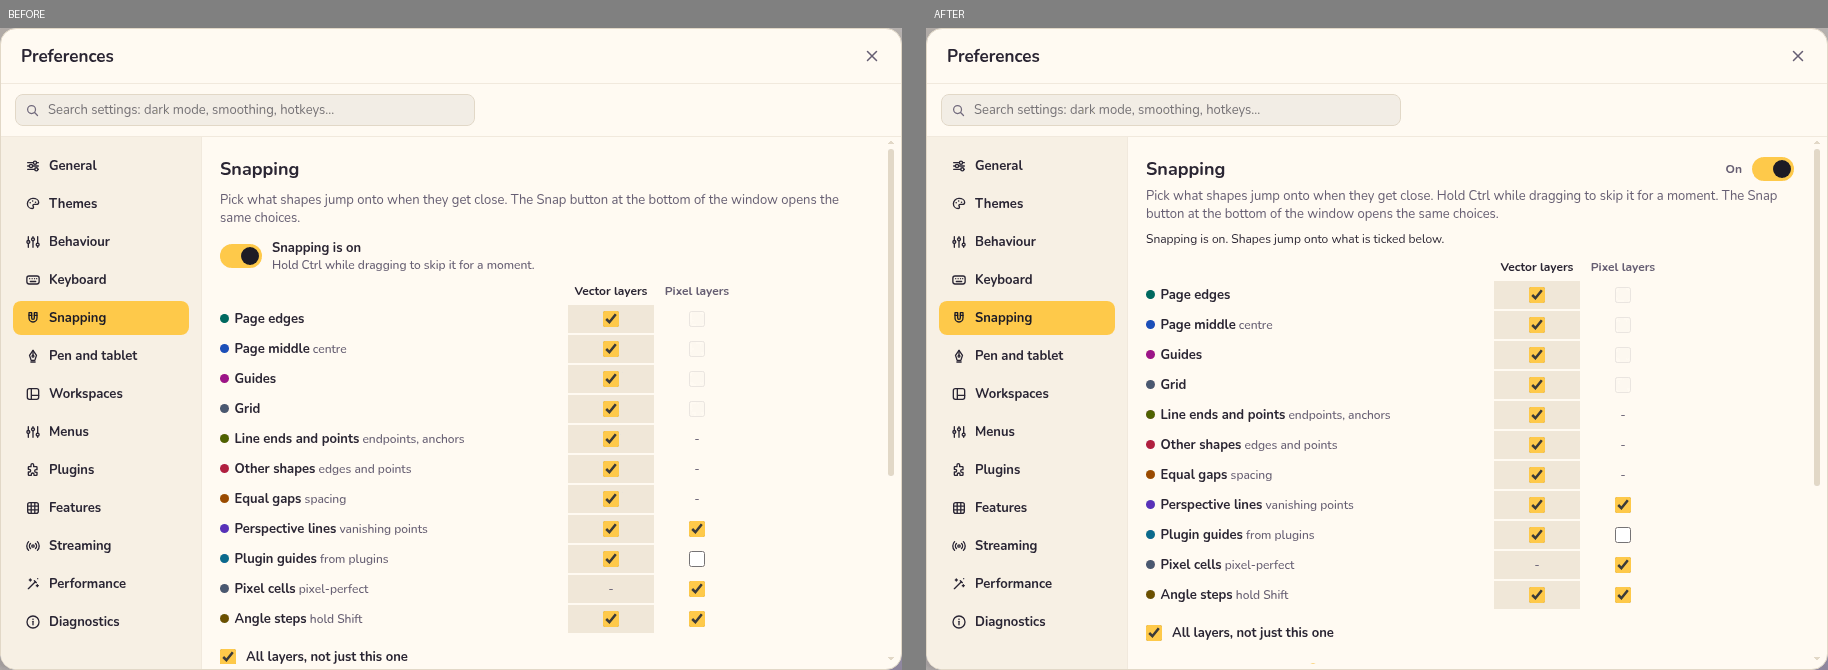 BEFORE
Preferences
Search settings: dark mode, smoothing, hotkeys...
General
Themes
Behaviour
Keyboard
Snapping
Pen and tablet
Workspaces
Menus
Plugins
Features
Streaming
Performance
Diagnostics
Snapping
Pick what shapes jump onto when they get close. The Snap button at the bottom of the window opens the
same choices.
Snapping is on
Hold Ctrl while dragging to skip it for a moment.
Vector layers Pixel layers
Page edges
Page middle centre
Guides
Grid
Line ends and points endpoints, anchors -
Other shapes edges and points -
Equal gaps spacing -
Perspective lines vanishing points
Plugin guides from plugins
Pixel cells pixel-perfect -
Angle steps hold Shift
All layers, not just this one
AFTER
Preferences
Search settings: dark mode, smoothing, hotkeys...
General
Themes
Behaviour
Keyboard
Snapping
Pen and tablet
Workspaces
Menus
Plugins
Features
Streaming
Performance
Diagnostics
Snapping On
Pick what shapes jump onto when they get close. Hold Ctrl while dragging to skip it for a moment. The Snap
button at the bottom of the window opens the same choices.
Snapping is on. Shapes jump onto what is ticked below.
Vector layers Pixel layers
Page edges
Page middle centre
Guides
Grid
Line ends and points endpoints, anchors -
Other shapes edges and points -
Equal gaps spacing -
Perspective lines vanishing points
Plugin guides from plugins
Pixel cells pixel-perfect -
Angle steps hold Shift
All layers, not just this one